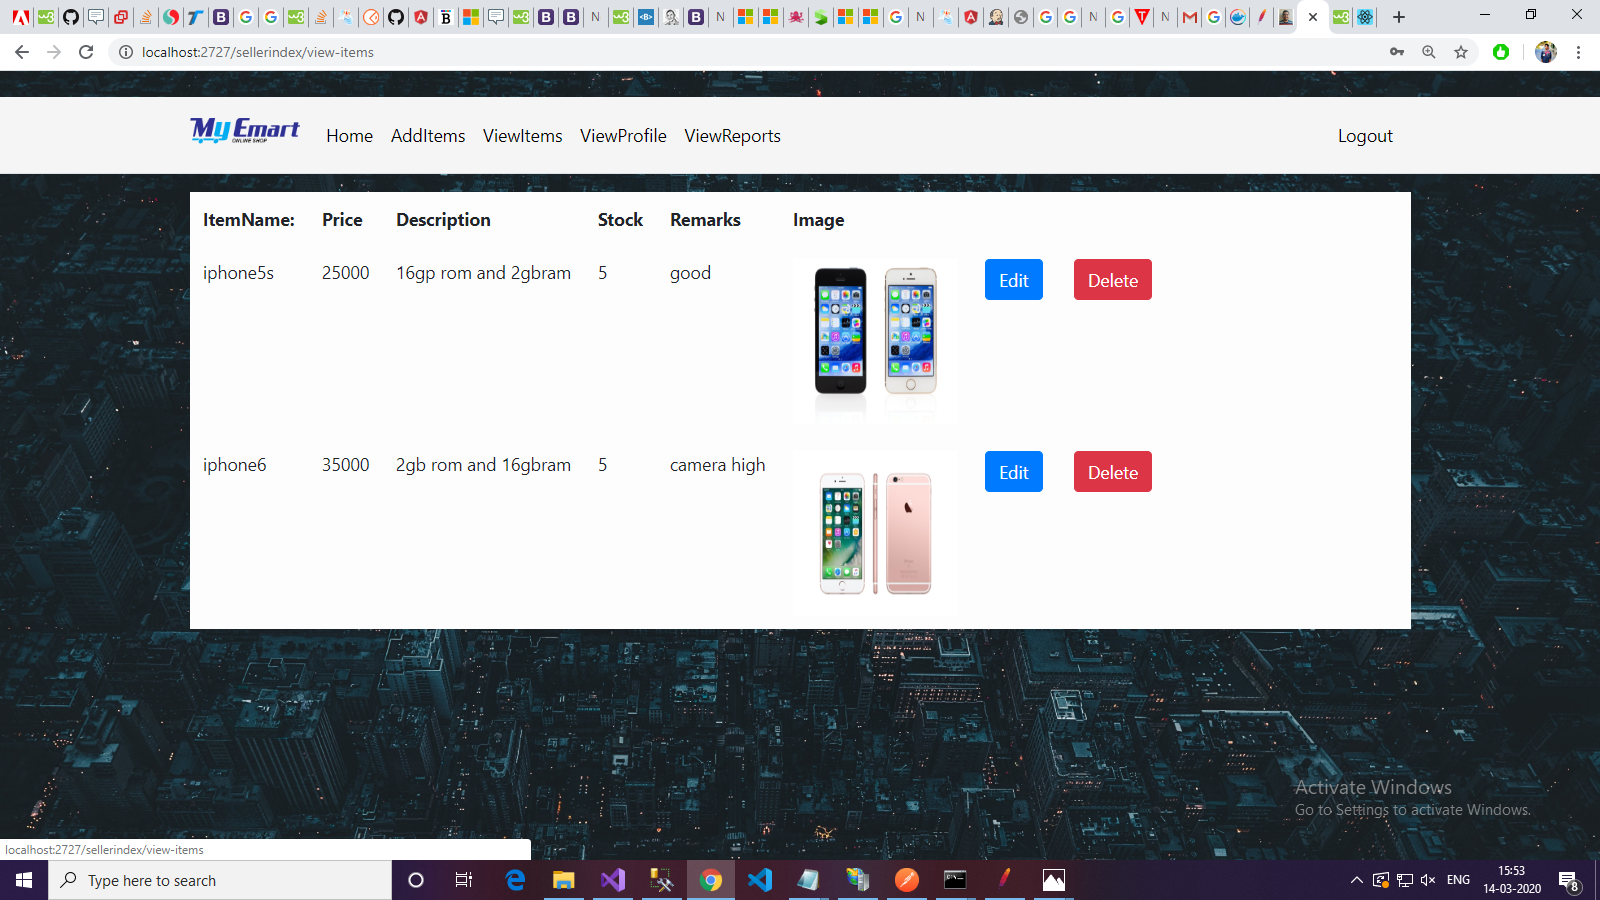 localhost:2727/sellerindex/view-items
My Emart
ONLINE SHOP
Home AddItems ViewItems ViewProfile ViewReports Logout
ItemName: Price Description Stock Remarks Image
iphone5s 25000 16gp rom and 2gbram 5 good Edit Delete
iphone6 35000 2gb rom and 16gbram 5 camera high Edit Delete
Activate Windows
Go to Settings to activate Windows.
localhost:2727/sellerindex/view-items
Type here to search
ENG
15:53
14-03-2020
8